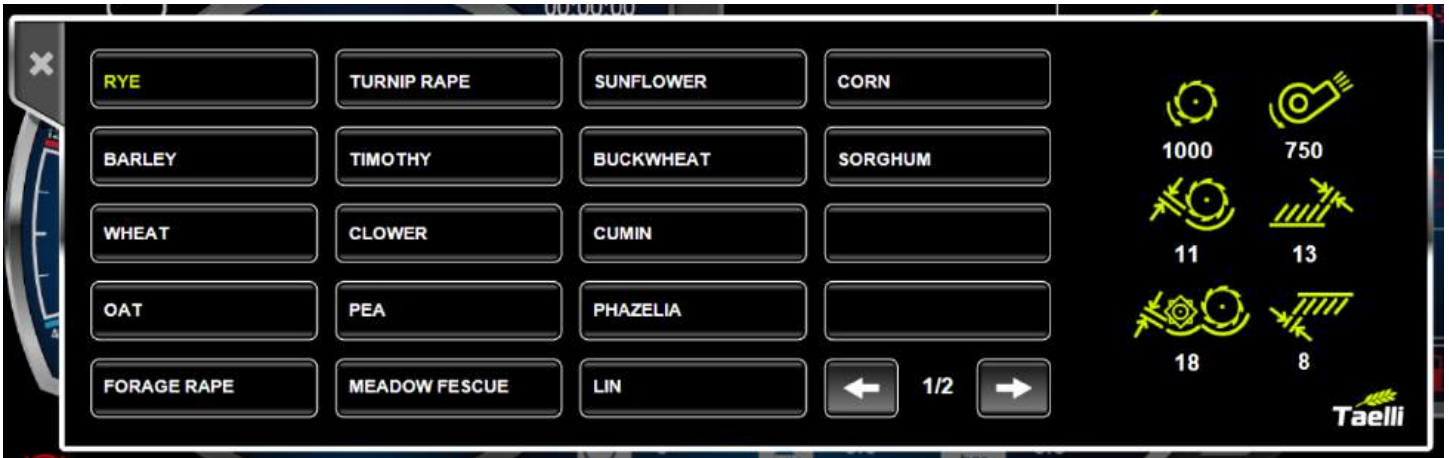 00:00:00
RYE TURNIP RAPE SUNFLOWER CORN
BARLEY TIMOTHY BUCKWHEAT SORGHUM
WHEAT CLOWER CUMIN
OAT PEA PHAZELIA
FORAGE RAPE MEADOW FESCUE LIN 1/2
1000 750
11 13
18 8
Taelli